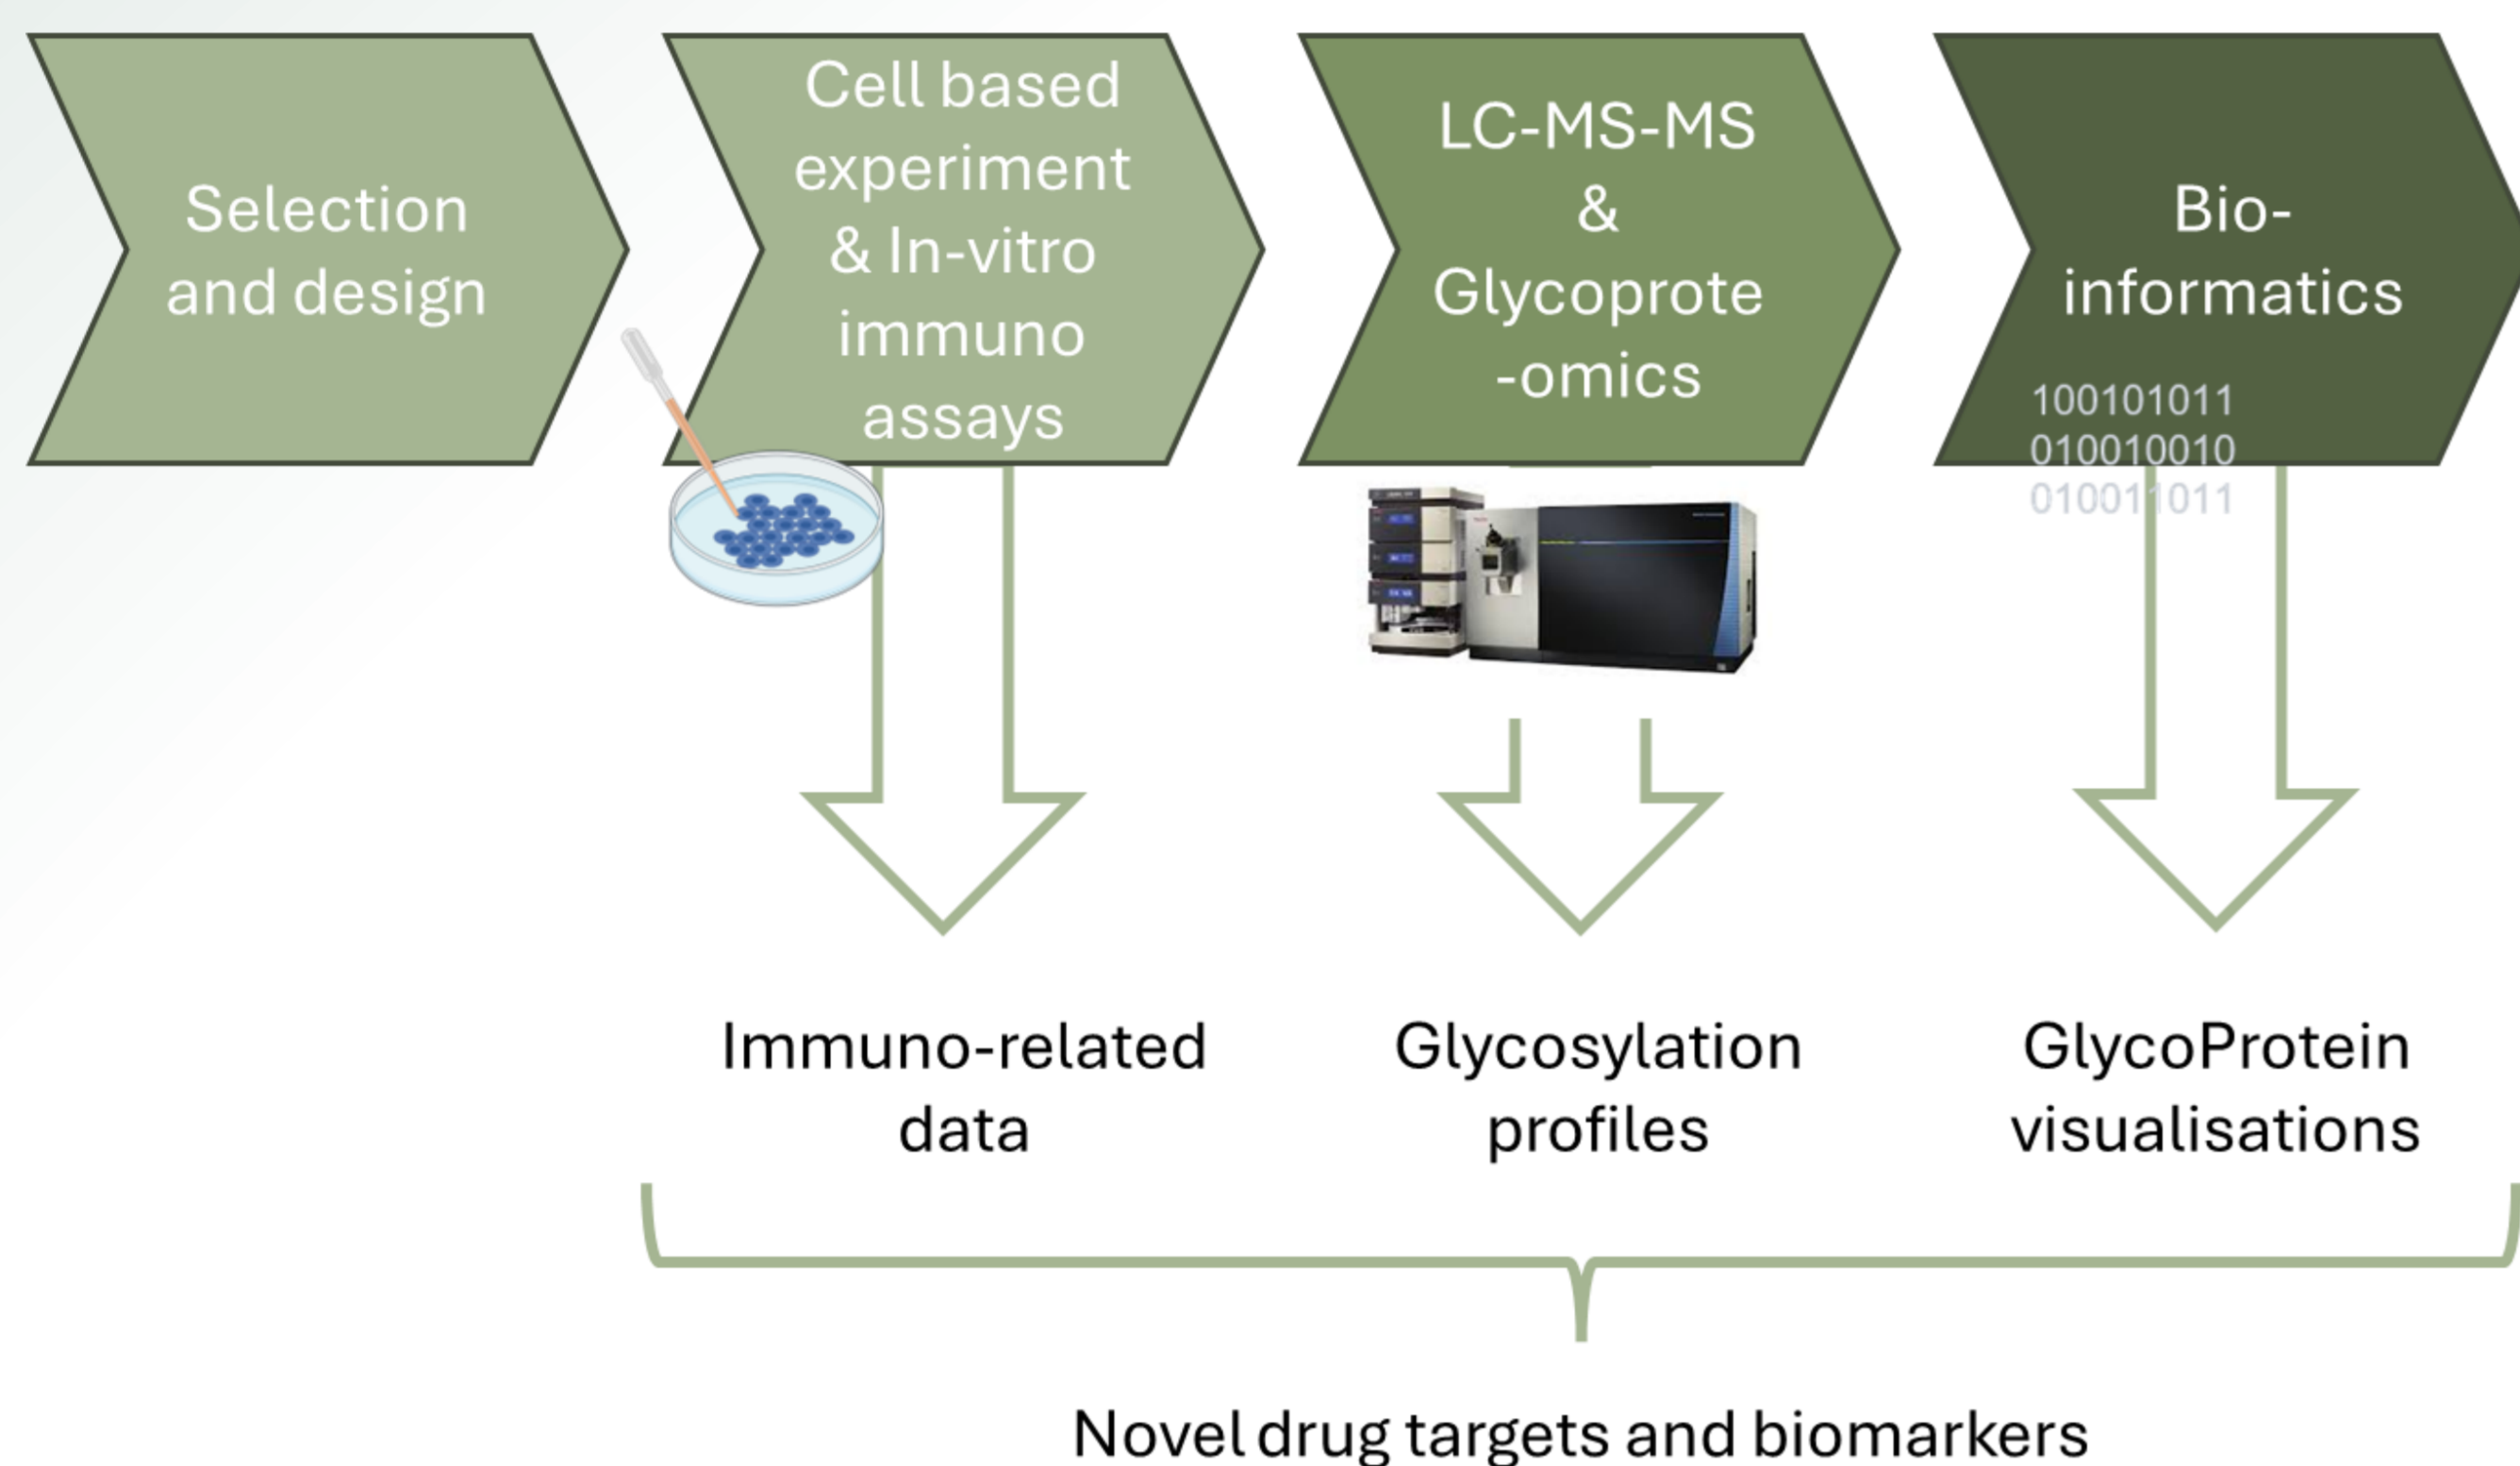 Selection
and design
Cell based
experiment
& In-vitro
immuno
assays
LC-MS-MS
&
Glycoprote
-omics
Bio-
informatics
100101011
010010010
010011011
Immuno-related
data
Glycosylation
profiles
GlycoProtein
visualisations
Novel drug targets and biomarkers